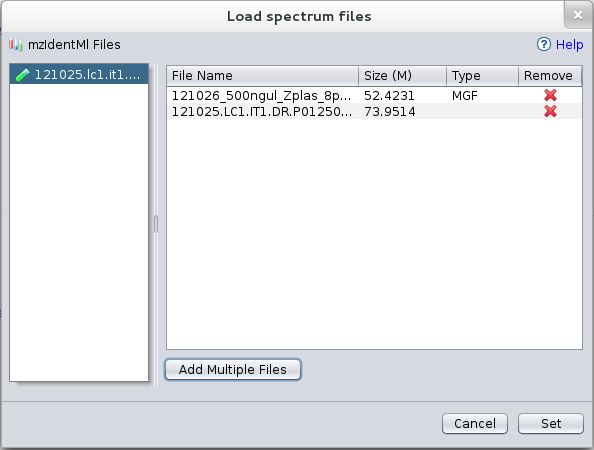 Load spectrum files
mzIdentMl Files
Help
121025.lc1.it1....
File Name Size (M) Type Remove
121026_500ngul_Zplas_8p... 52.4231 MGF
121025.LC1.IT1.DR.P01250... 73.9514
Add Multiple Files
Cancel Set